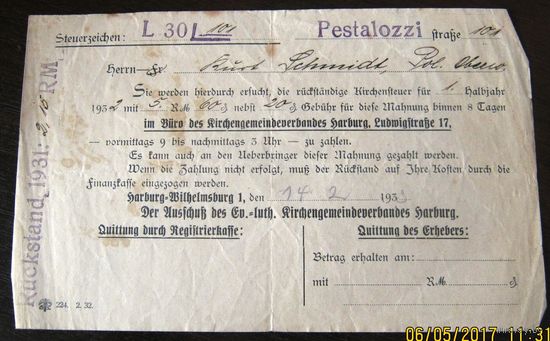 Steuerzeichen: L 30 L 101 Pestalozzi straße 101
Herrn Kurt Schmidt, Pol.
Sie werden hierdurch ersucht, die rückständige Kirchensteuer für 1. Halbjahr
1932 mit 5. R.M. 60 ₰ nebst 20 ₰ Gebühr für diese Mahnung binnen 8 Tagen
im Büro des Kirchengemeindeverbandes Harburg, Ludwigstraße 17,
— vormittags 9 bis nachmittags 3 Uhr — zu zahlen.
Es kann auch an den Ueberbringer dieser Mahnung gezahlt werden.
Wenn die Zahlung nicht erfolgt, muß der Rückstand auf Ihre Kosten durch die
Finanzkasse eingezogen werden.
Harburg-Wilhelmsburg 1, den 14 2 1933
Der Ausschuß des Ev.-luth. Kirchengemeindeverbandes Harburg.
Quittung durch Registrierkasse: Quittung des Erhebers:
Betrag erhalten am:
mit R.M. ₰
224. 2. 32.
Rückstand 1931: 2,15 RM
06/05/2017 11:31